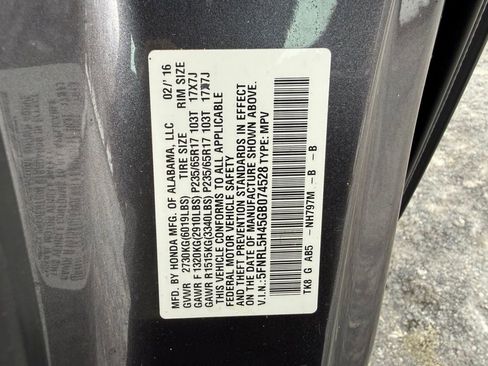 MFD. BY HONDA MFG. OF ALABAMA, LLC 02/'16
GVWR 2730KG(6019LBS) TIRE SIZE RIM SIZE
GAWR F 1320KG(2910LBS) P235/65R17 103T 17X7J
GAWR R1515KG(3340LBS) P235/65R17 103T 17X7J
THIS VEHICLE CONFORMS TO ALL APPLICABLE
FEDERAL MOTOR VEHICLE SAFETY
AND THEFT PREVENTION STANDARDS IN EFFECT
ON THE DATE OF MANUFACTURE SHOWN ABOVE.
V.I.N.: 5FNRL5H45GB074528 TYPE: MPV
TK8 G AB5 -NH797M -B -B